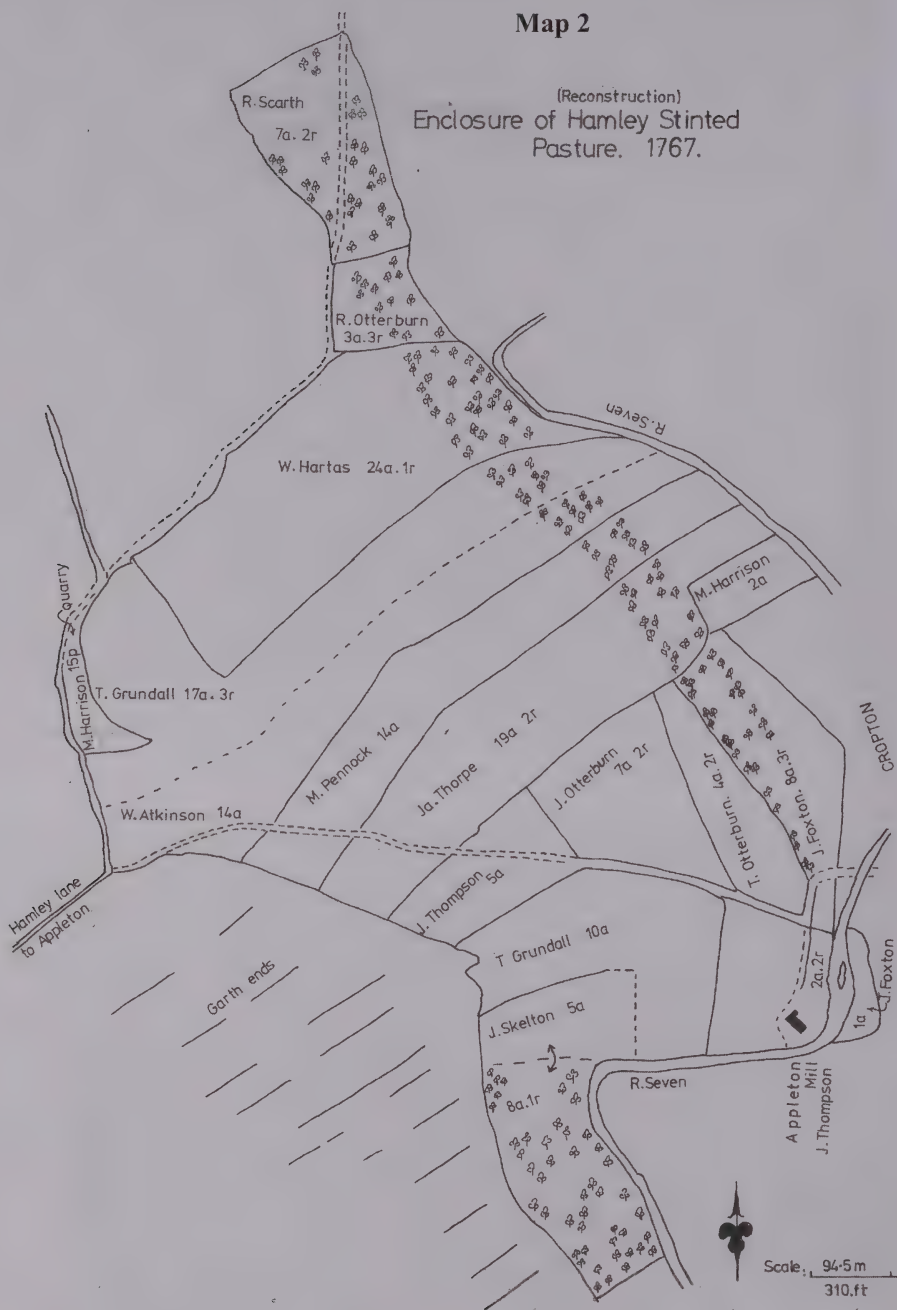 Map 2
(Reconstruction)
Enclosure of Hamley Stinted
Pasture. 1767.
R. Scarth
7a. 2r
R. Otterburn
3a. 3r
R. Seven
W. Hartas 24a. 1r
M. Harrison
2a
Quarry
M. Harrison 15p
T. Grundall 17a. 3r
M. Pennock 14a
Ja. Thorpe 19a 2r
J. Otterburn
7a 2r
T. Otterburn. 4a. 2r
J. Foxton. 8a. 3r
CROPTON
W. Atkinson 14a
J. Thompson
5a
Hamley lane
to Appleton
T Grundall 10a
Garth ends
2a. 2r
1a
J. Foxton
J. Skelton 5a
8a. 1r
R. Seven
Appleton
Mill
J. Thompson
Scale: 94·5 m
310. ft